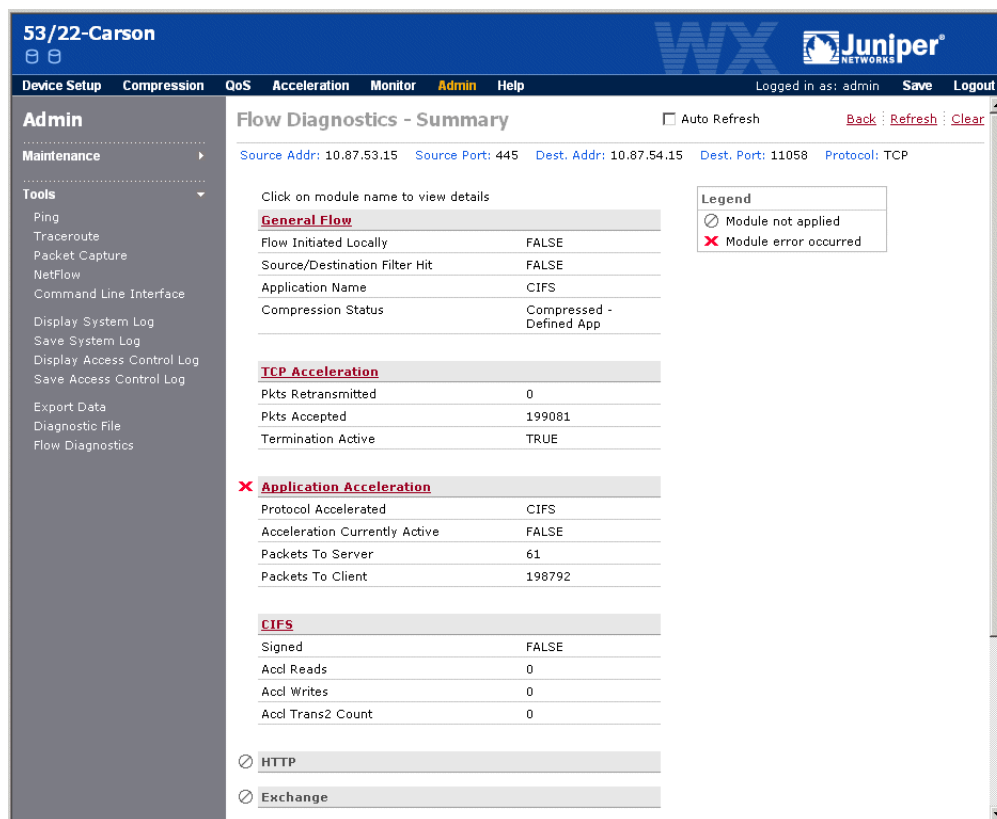 53/22-Carson
WX
Juniper®
NETWORKS
Device Setup Compression QoS Acceleration Monitor Admin Help Logged in as: admin Save Logout
Admin
Maintenance
Tools
Ping
Traceroute
Packet Capture
NetFlow
Command Line Interface
Display System Log
Save System Log
Display Access Control Log
Save Access Control Log
Export Data
Diagnostic File
Flow Diagnostics
Flow Diagnostics - Summary
Auto Refresh
Back Refresh Clear
Source Addr: 10.87.53.15 Source Port: 445 Dest. Addr: 10.87.54.15 Dest. Port: 11058 Protocol: TCP
Click on module name to view details
General Flow
Flow Initiated Locally FALSE
Source/Destination Filter Hit FALSE
Application Name CIFS
Compression Status Compressed -
Defined App
TCP Acceleration
Pkts Retransmitted 0
Pkts Accepted 199081
Termination Active TRUE
Application Acceleration
Protocol Accelerated CIFS
Acceleration Currently Active FALSE
Packets To Server 61
Packets To Client 198792
CIFS
Signed FALSE
Accl Reads 0
Accl Writes 0
Accl Trans2 Count 0
HTTP
Exchange
Legend
Module not applied
Module error occurred